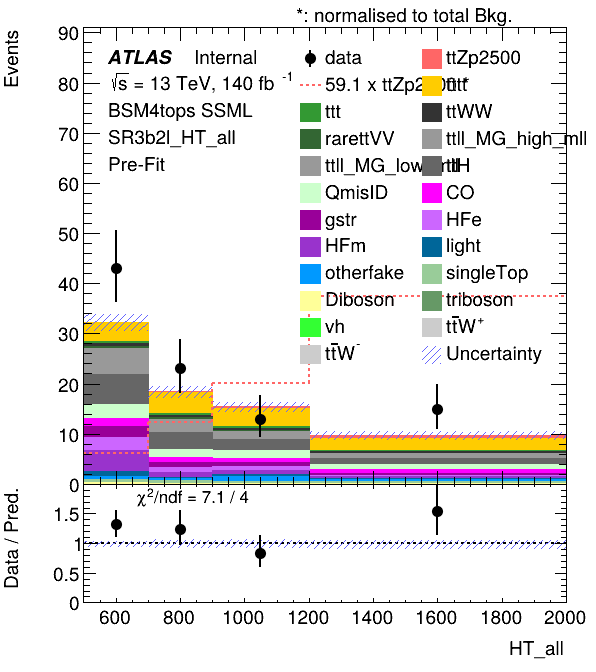 *: normalised to total Bkg.
Events
ATLAS Internal
√s = 13 TeV, 140 fb -1
BSM4tops SSML
SR3b2l_HT_all
Pre-Fit
data
ttZp2500
59.1 x ttZp2500 *
tttt
ttt
ttWW
rarettVV
ttll_MG_high_mll
ttll_MG_low_mll
ttH
QmisID
CO
gstr
HFe
HFm
light
otherfake
singleTop
Diboson
triboson
vh
tt̄W+
tt̄W-
Uncertainty
90
80
70
60
50
40
30
20
10
0
χ2/ndf = 7.1 / 4
Data / Pred.
1.5
1
0.5
0
600 800 1000 1200 1400 1600 1800 2000
HT_all